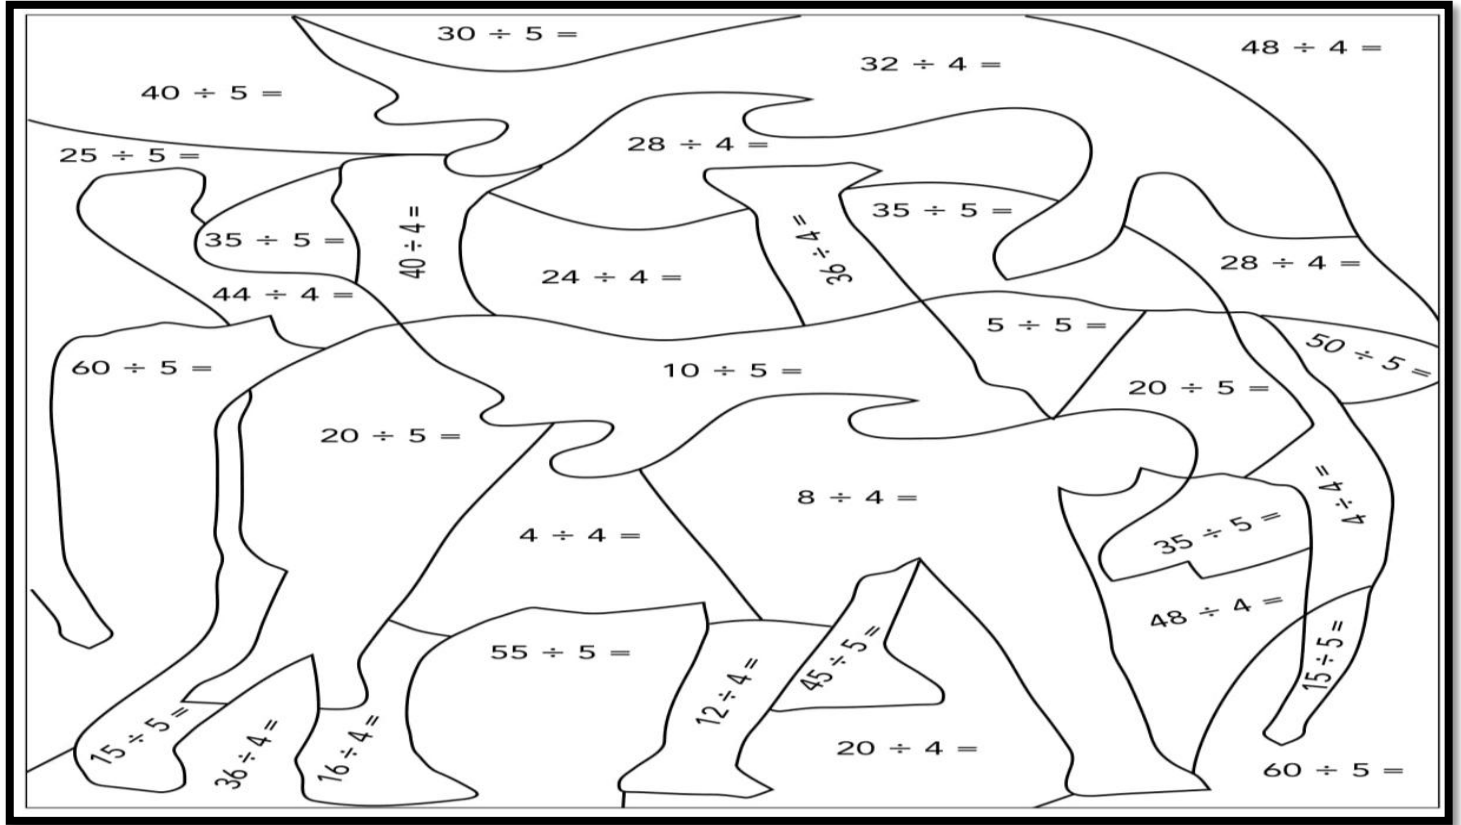 30 ÷ 5 =
48 ÷ 4 =
32 ÷ 4 =
40 ÷ 5 =
28 ÷ 4 =
25 ÷ 5 =
35 ÷ 5 =
35 ÷ 5 =
40 ÷ 4 =
36 ÷ 4 =
28 ÷ 4 =
24 ÷ 4 =
44 ÷ 4 =
5 ÷ 5 =
50 ÷ 5 =
60 ÷ 5 =
10 ÷ 5 =
20 ÷ 5 =
20 ÷ 5 =
8 ÷ 4 =
4 ÷ 4 =
4 ÷ 4 =
35 ÷ 5 =
48 ÷ 4 =
55 ÷ 5 =
45 ÷ 5 =
15 ÷ 5 =
12 ÷ 4 =
15 ÷ 5 =
36 ÷ 4 =
16 ÷ 4 =
20 ÷ 4 =
60 ÷ 5 =